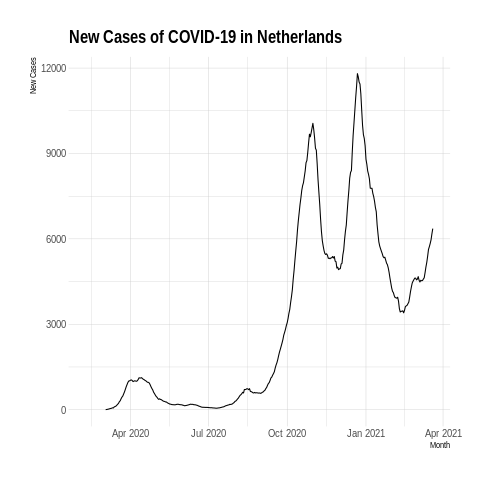 New Cases of COVID-19 in Netherlands
New Cases
12000
9000
6000
3000
0
Apr 2020 Jul 2020 Oct 2020 Jan 2021 Apr 2021
Month